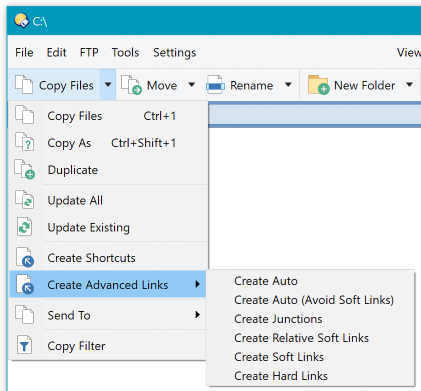 C:\
File Edit FTP Tools Settings View
Copy Files Move Rename New Folder
Copy Files Ctrl+1
Copy As Ctrl+Shift+1
Duplicate
Update All
Update Existing
Create Shortcuts
Create Advanced Links
Send To
Copy Filter
Create Auto
Create Auto (Avoid Soft Links)
Create Junctions
Create Relative Soft Links
Create Soft Links
Create Hard Links